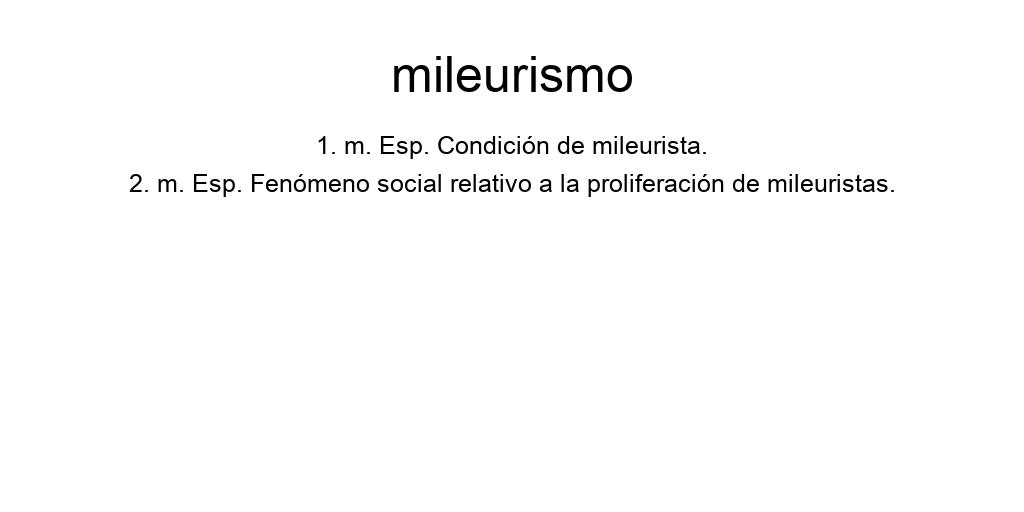 mileurismo
1. m. Esp. Condición de mileurista.
2. m. Esp. Fenómeno social relativo a la proliferación de mileuristas.